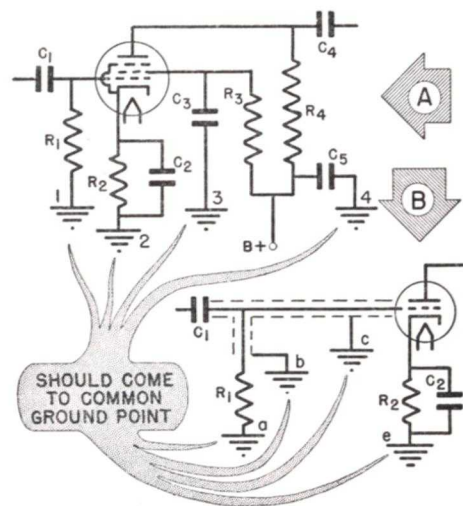 C1
C4
A
R1
C3
R3
R4
R2
C2
C5
1
2
3
4
B+
B
C1
c
b
SHOULD COME
TO COMMON
GROUND POINT
R1
a
R2
C2
e